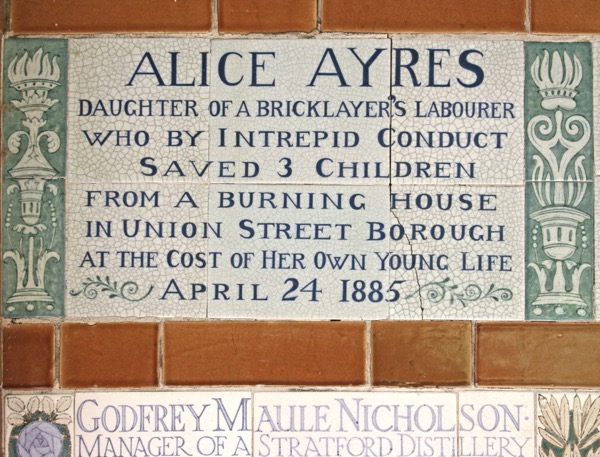 ALICE AYRES
DAUGHTER OF A BRICKLAYER'S LABOURER
WHO BY INTREPID CONDUCT
SAVED 3 CHILDREN
FROM A BURNING HOUSE
IN UNION STREET BOROUGH
AT THE COST OF HER OWN YOUNG LIFE
APRIL 24 1885
GODFREY MAULE NICHOLSON·
MANAGER OF A STRATFORD DISTILLERY